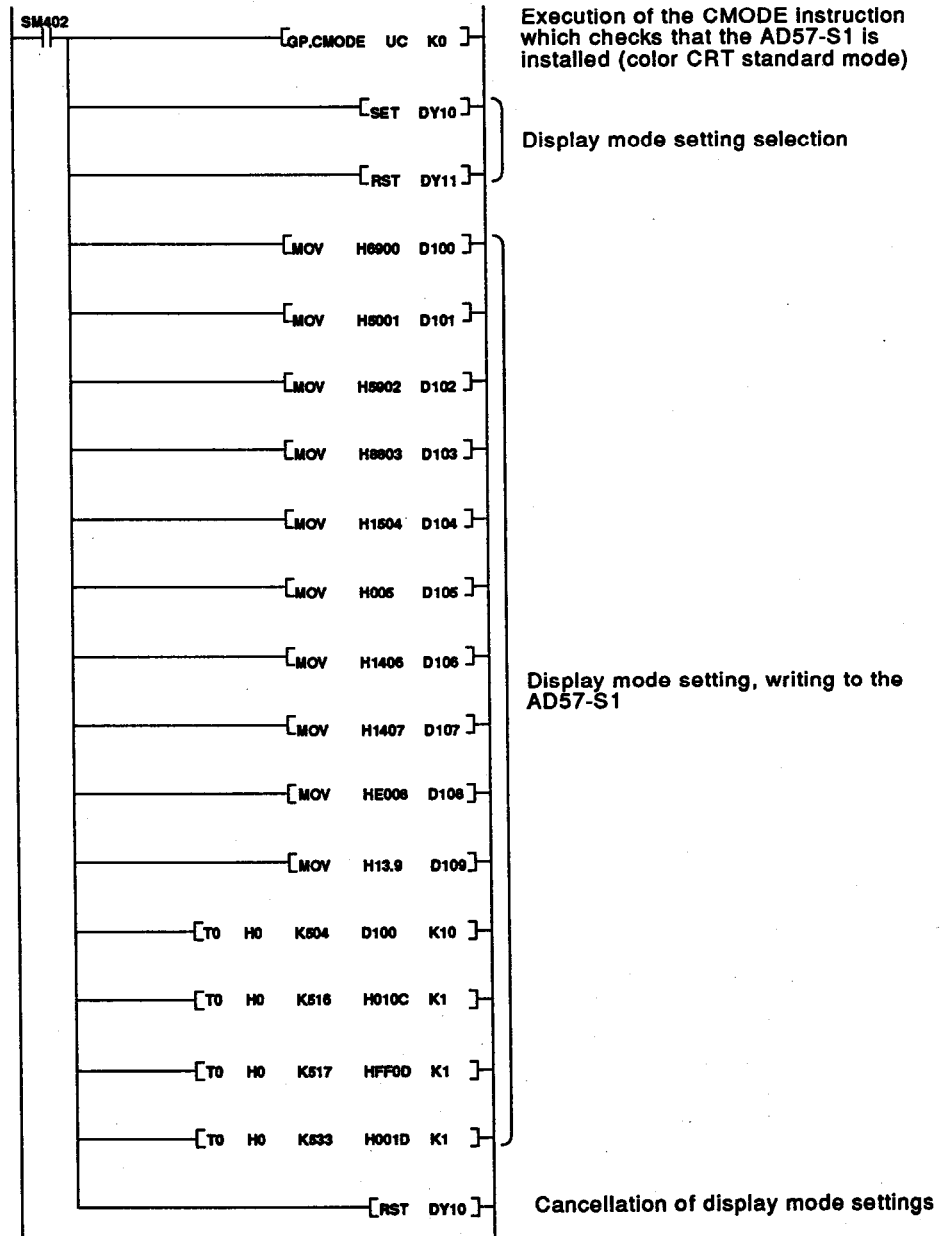 SM402
GP.CMODE UC K0
Execution of the CMODE instruction
which checks that the AD57-S1 is
installed (color CRT standard mode)
SET DY10
Display mode setting selection
RST DY11
MOV H6900 D100
MOV H5001 D101
MOV H5902 D102
MOV H8803 D103
MOV H1504 D104
MOV H005 D105
MOV H1406 D106
Display mode setting, writing to the
AD57-S1
MOV H1407 D107
MOV HE008 D108
MOV H13.9 D109
TO H0 K504 D100 K10
TO H0 K516 H010C K1
TO H0 K517 HFF0D K1
TO H0 K533 H001D K1
RST DY10
Cancellation of display mode settings